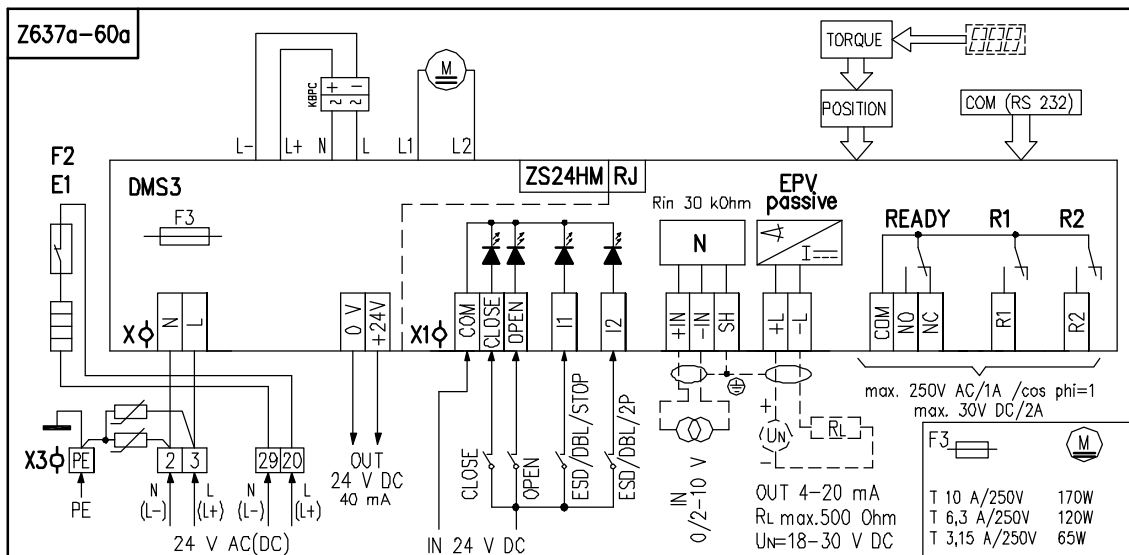 Z637a-60a
TORQUE
POSITION
COM (RS 232)
KBPC
+ −
~ ~
M
L- L+ N L L1 L2
F2
E1
DMS3
ZS24HM RJ
F3
Rin 30 kOhm
N
EPV
passive
I
READY R1 R2
X
N L
0 V +24V
X1
COM CLOSE OPEN I1 I2
+IN -IN SH
+L -L
COM NO NC R1 R2
max. 250V AC/1A /cos phi=1
max. 30V DC/2A
X3
PE
2 3 29 20
PE
N
(L-)
L
(L+)
N
(L-)
L
(L+)
24 V AC(DC)
OUT
24 V DC
40 mA
CLOSE
OPEN
ESD/DBL/STOP
ESD/DBL/2P
IN 24 V DC
IN
0/2-10 V
+
UN
−
RL
OUT 4-20 mA
RL max.500 Ohm
UN=18-30 V DC
F3 M
T 10 A/250V 170W
T 6,3 A/250V 120W
T 3,15 A/250V 65W